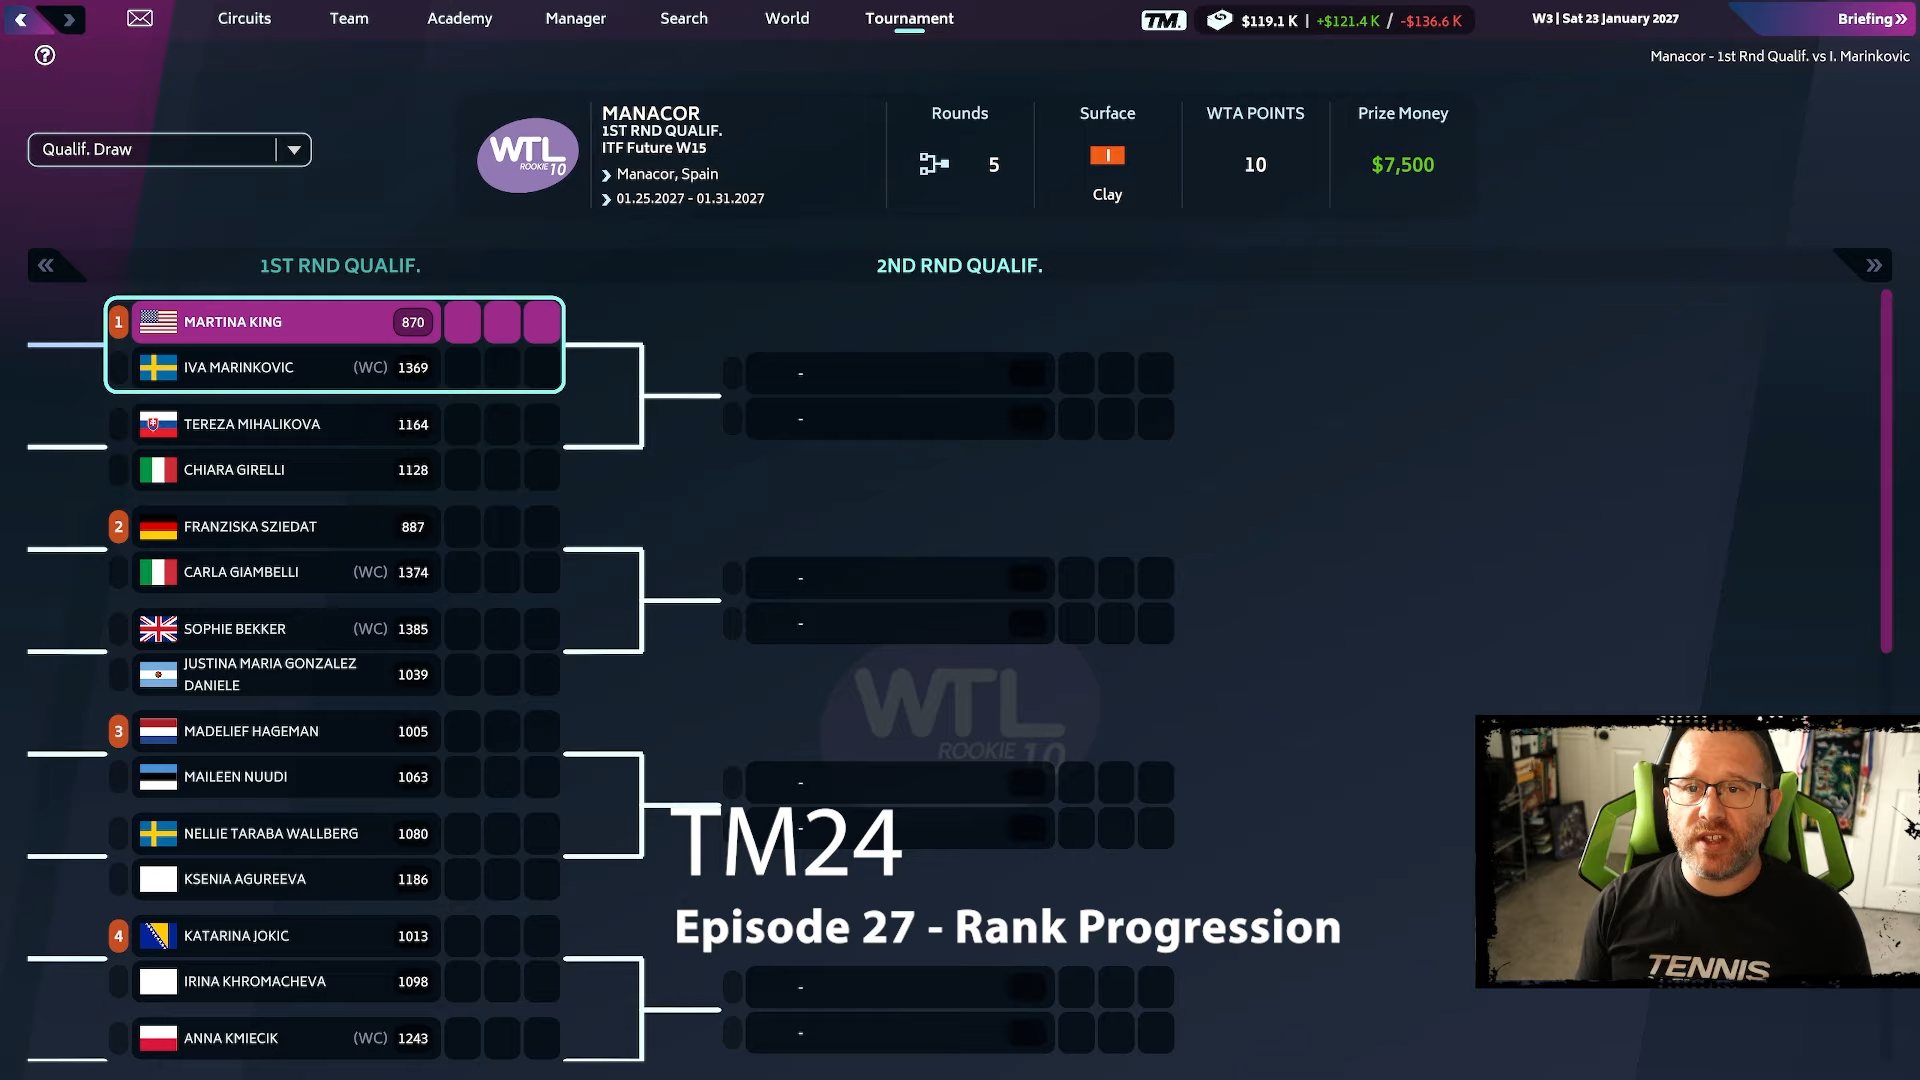 Circuits
Team
Academy
Manager
Search
World
Tournament
TM.
$119.1 K | +$121.4 K / -$136.6 K
W3 | Sat 23 January 2027
Briefing
Manacor - 1st Rnd Qualif. vs I. Marinkovic
Qualif. Draw
WTL
ROOKIE 10
MANACOR
1ST RND QUALIF.
ITF Future W15
Manacor, Spain
01.25.2027 - 01.31.2027
Rounds
5
Surface
Clay
WTA POINTS
10
Prize Money
$7,500
1ST RND QUALIF.
2ND RND QUALIF.
1 MARTINA KING 870
IVA MARINKOVIC (WC) 1369
TEREZA MIHALIKOVA 1164
CHIARA GIRELLI 1128
2 FRANZISKA SZIEDAT 887
CARLA GIAMBELLI (WC) 1374
SOPHIE BEKKER (WC) 1385
JUSTINA MARIA GONZALEZ
DANIELE 1039
3 MADELIEF HAGEMAN 1005
MAILEEN NUUDI 1063
NELLIE TARABA WALLBERG 1080
KSENIA AGUREEVA 1186
4 KATARINA JOKIC 1013
IRINA KHROMACHEVA 1098
ANNA KMIECIK (WC) 1243
-
-
-
-
-
-
-
-
WTL
ROOKIE 10
TM24
Episode 27 - Rank Progression
TENNIS